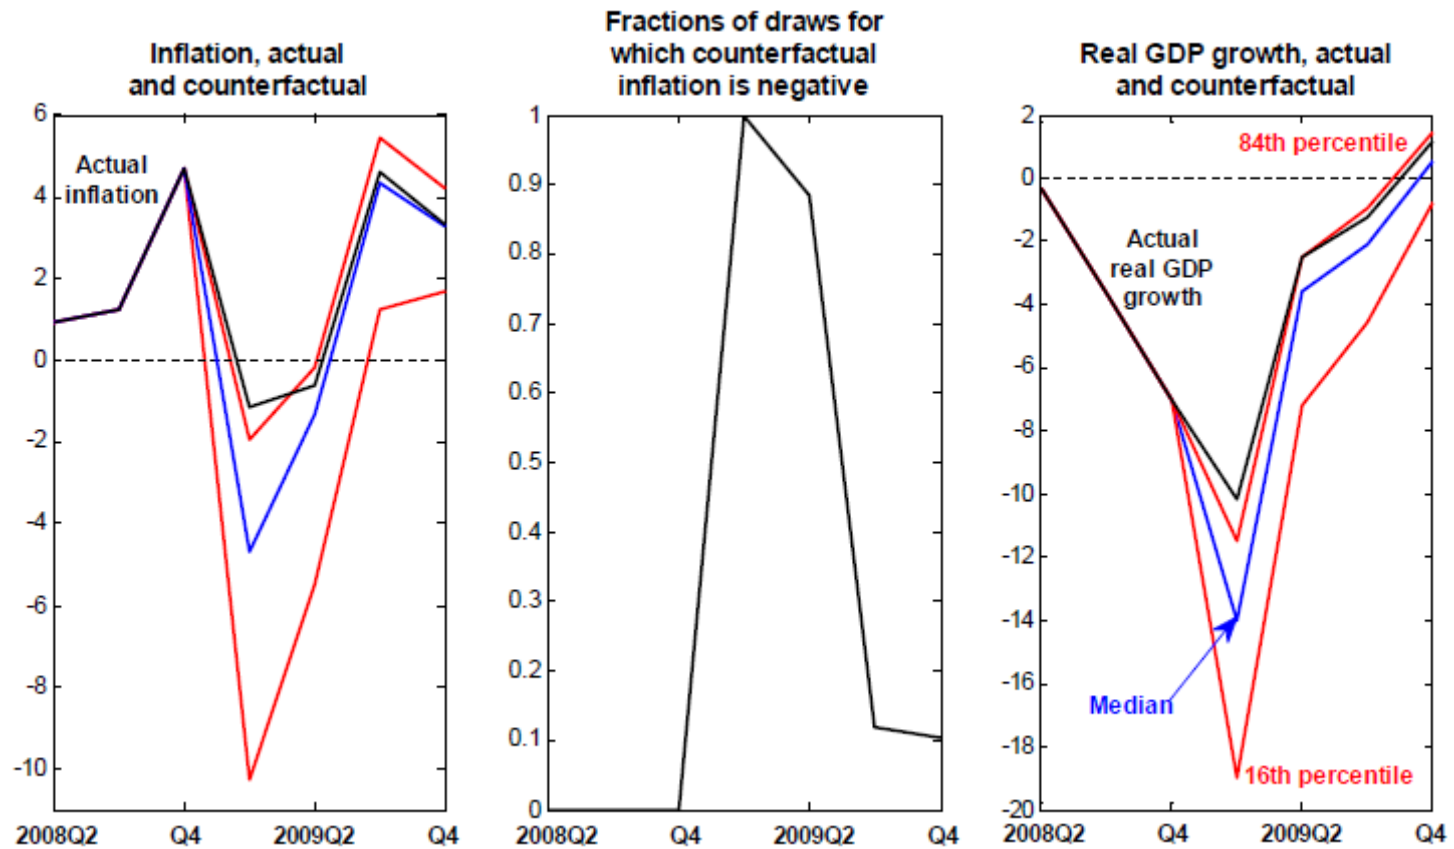 Inflation, actual
and counterfactual
6
4
2
0
-2
-4
-6
-8
-10
Actual
inflation
2008Q2
Q4
2009Q2
Q4
Fractions of draws for
which counterfactual
inflation is negative
1
0.9
0.8
0.7
0.6
0.5
0.4
0.3
0.2
0.1
0
2008Q2
Q4
2009Q2
Q4
Real GDP growth, actual
and counterfactual
2
0
-2
-4
-6
-8
-10
-12
-14
-16
-18
-20
84th percentile
Actual
real GDP
growth
Median
16th percentile
2008Q2
Q4
2009Q2
Q4